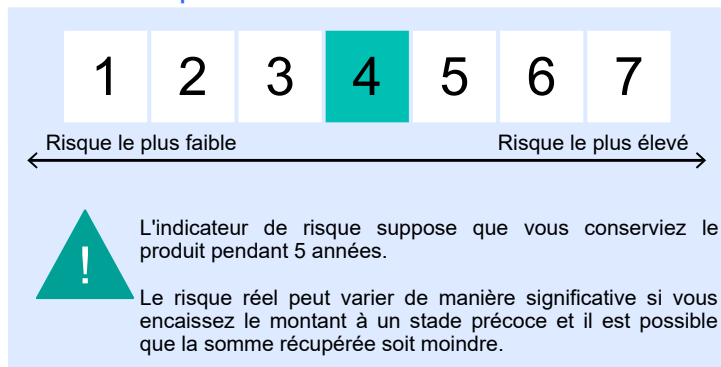 1 2 3 4 5 6 7
Risque le plus faible Risque le plus élevé
!
L'indicateur de risque suppose que vous conserviez le
produit pendant 5 années.
Le risque réel peut varier de manière significative si vous
encaissez le montant à un stade précoce et il est possible
que la somme récupérée soit moindre.